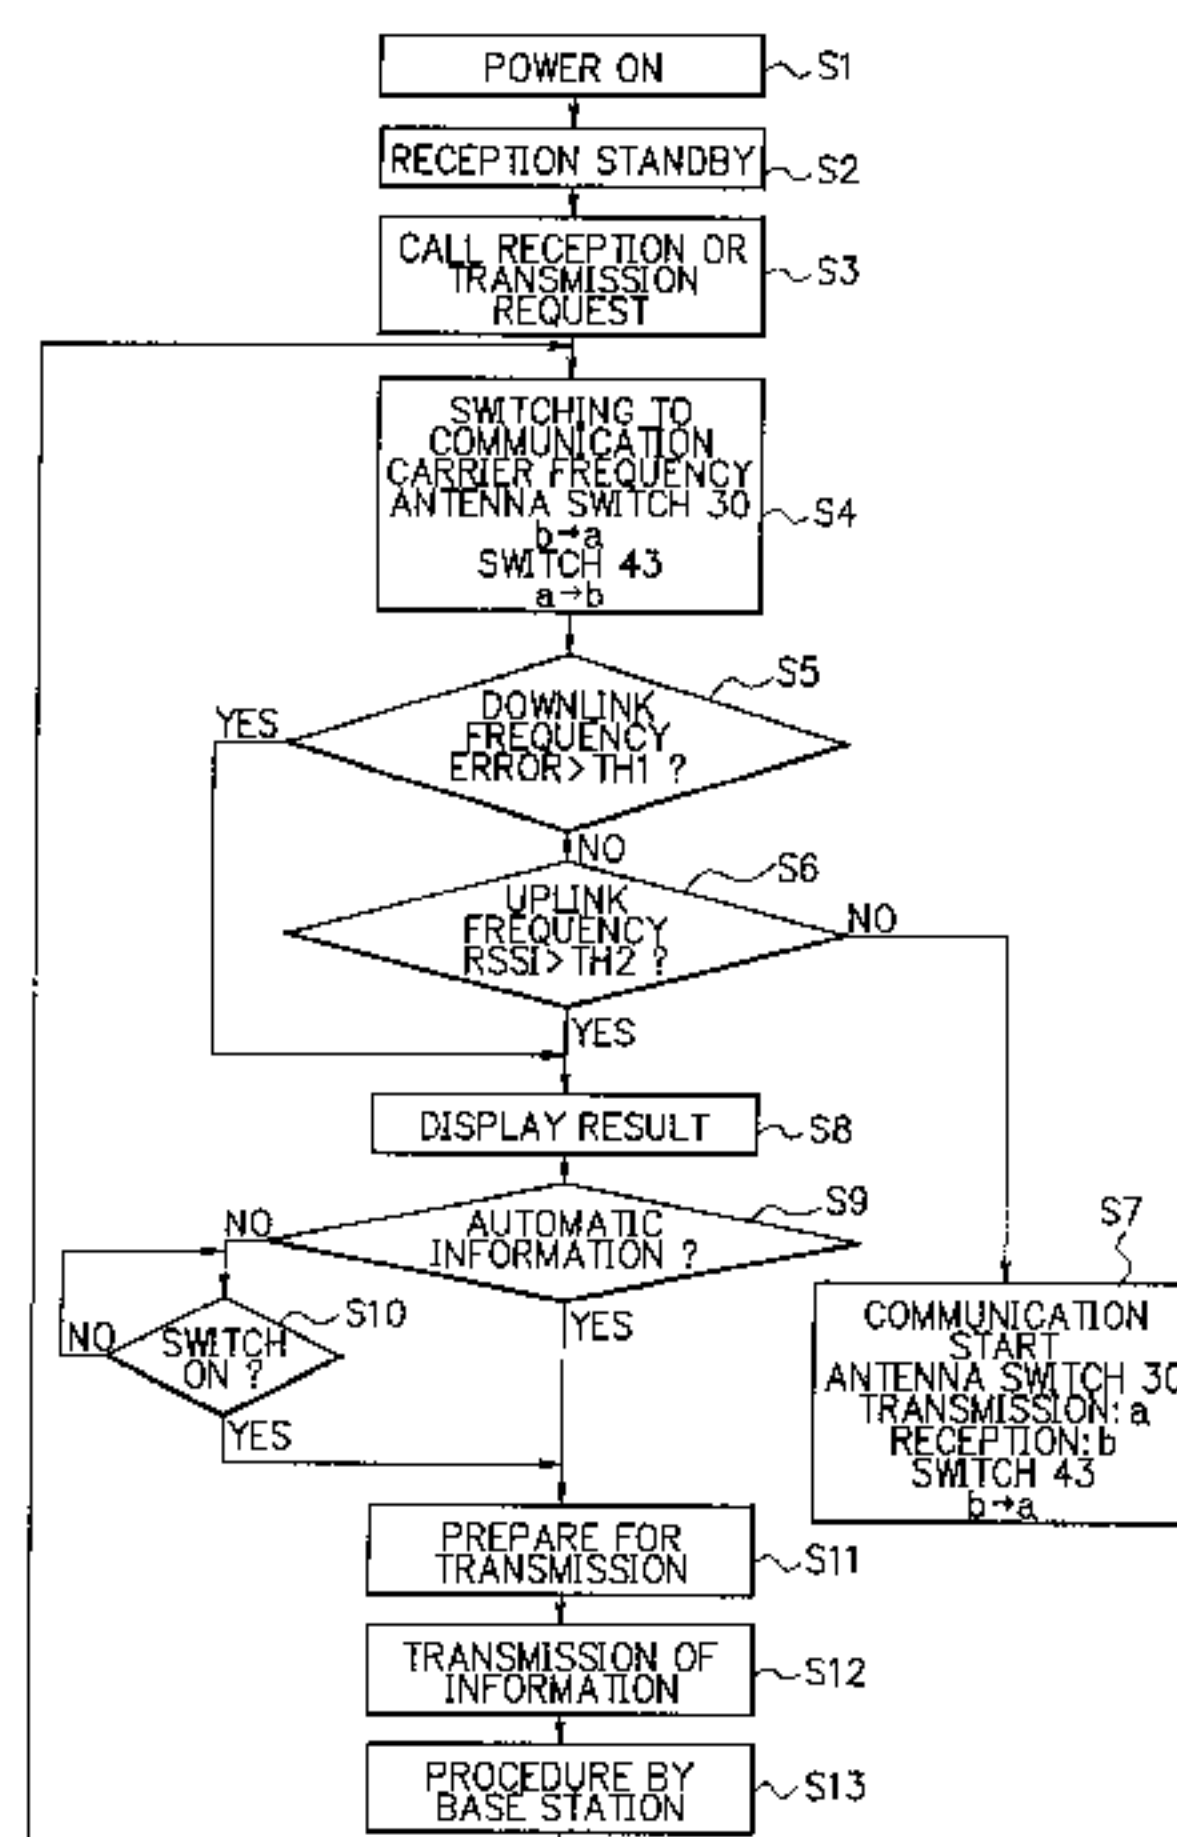 POWER ON
S1
RECEPTION STANDBY
S2
CALL RECEPTION OR
TRANSMISSION
REQUEST
S3
SWITCHING TO
COMMUNICATION
CARRIER FREQUENCY
ANTENNA SWITCH 30
b→a
SWITCH 43
a→b
S4
S5
DOWNLINK
FREQUENCY
ERROR>TH1 ?
YES
NO
S6
UPLINK
FREQUENCY
RSSI>TH2 ?
NO
YES
DISPLAY RESULT
S8
S9
AUTOMATIC
INFORMATION ?
NO
YES
S10
SWITCH
ON ?
NO
YES
S7
COMMUNICATION
START
ANTENNA SWITCH 30
TRANSMISSION: a
RECEPTION: b
SWITCH 43
b→a
PREPARE FOR
TRANSMISSION
S11
TRANSMISSION OF
INFORMATION
S12
PROCEDURE BY
BASE STATION
S13